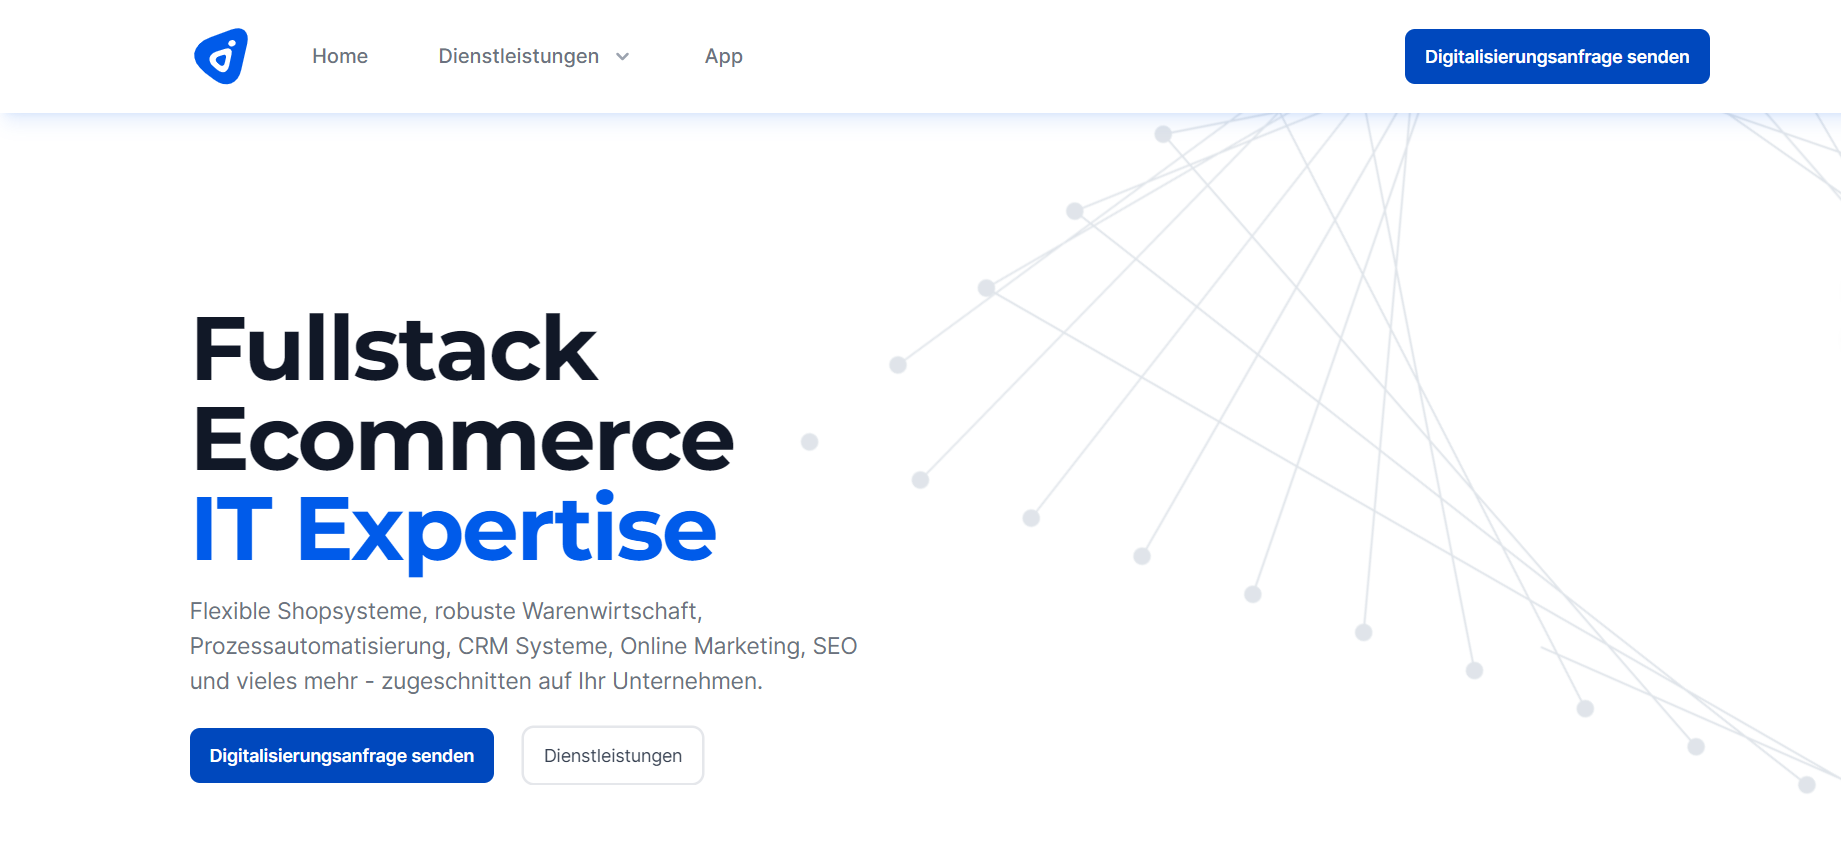 Home
Dienstleistungen
App
Digitalisierungsanfrage senden
Fullstack
Ecommerce
IT Expertise
Flexible Shopsysteme, robuste Warenwirtschaft,
Prozessautomatisierung, CRM Systeme, Online Marketing, SEO
und vieles mehr - zugeschnitten auf Ihr Unternehmen.
Digitalisierungsanfrage senden
Dienstleistungen